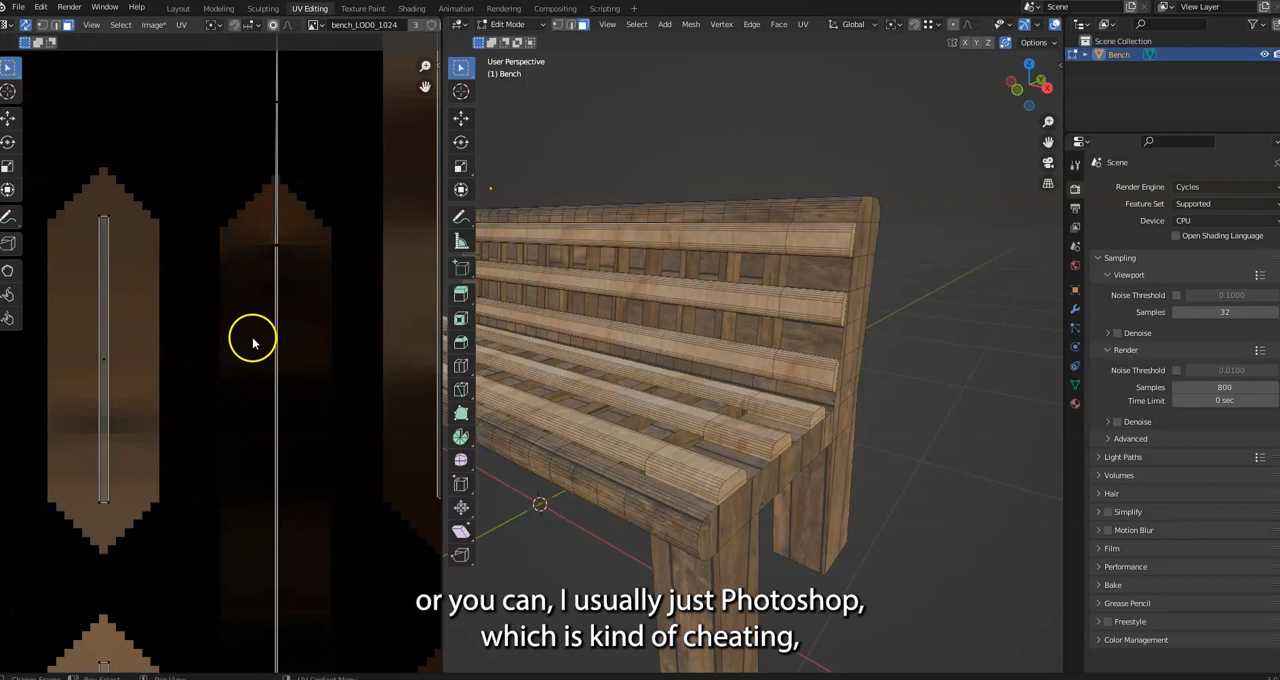 File Edit Render Window Help Layout Modeling Sculpting UV Editing Texture Paint Shading Animation Rendering Compositing Scripting Scene View Layer
View Select Image* UV bench_LOD0_1024 3 Edit Mode View Select Add Mesh Vertex Edge Face UV Global
X Y Z Options
User Perspective
(1) Bench
Z
Y
X
Scene Collection
Bench
Scene
Render Engine Cycles
Feature Set Supported
Device CPU
Open Shading Language
Sampling
Viewport
Noise Threshold 0.1000
Samples 32
Denoise
Render
Noise Threshold 0.0100
Samples 800
Time Limit 0 sec
Denoise
Advanced
Light Paths
Volumes
Hair
Simplify
Motion Blur
Film
Performance
Bake
Grease Pencil
Freestyle
Color Management
or you can, I usually just Photoshop,
which is kind of cheating,